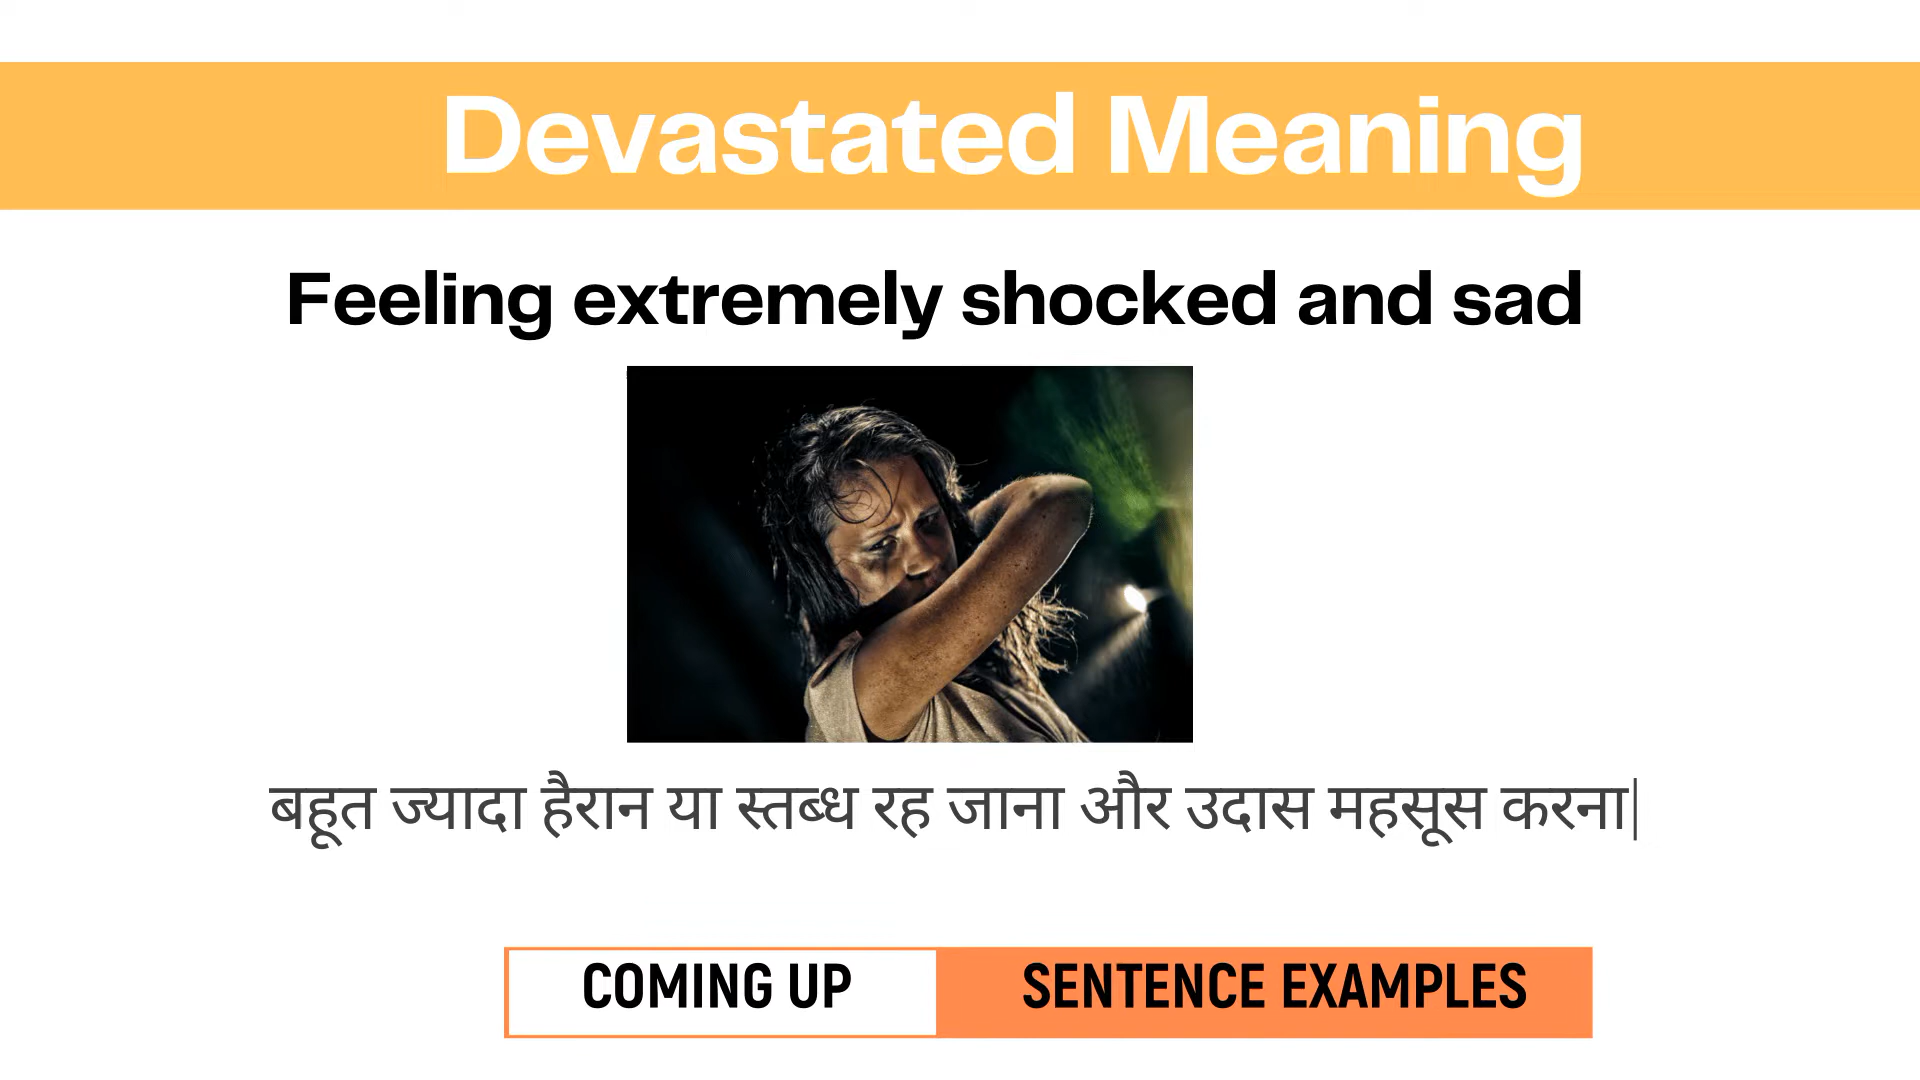 Devastated Meaning
Feeling extremely shocked and sad
बहुत ज्यादा हैरान या स्तब्ध रह जाना और उदास महसूस करना|
COMING UP
SENTENCE EXAMPLES